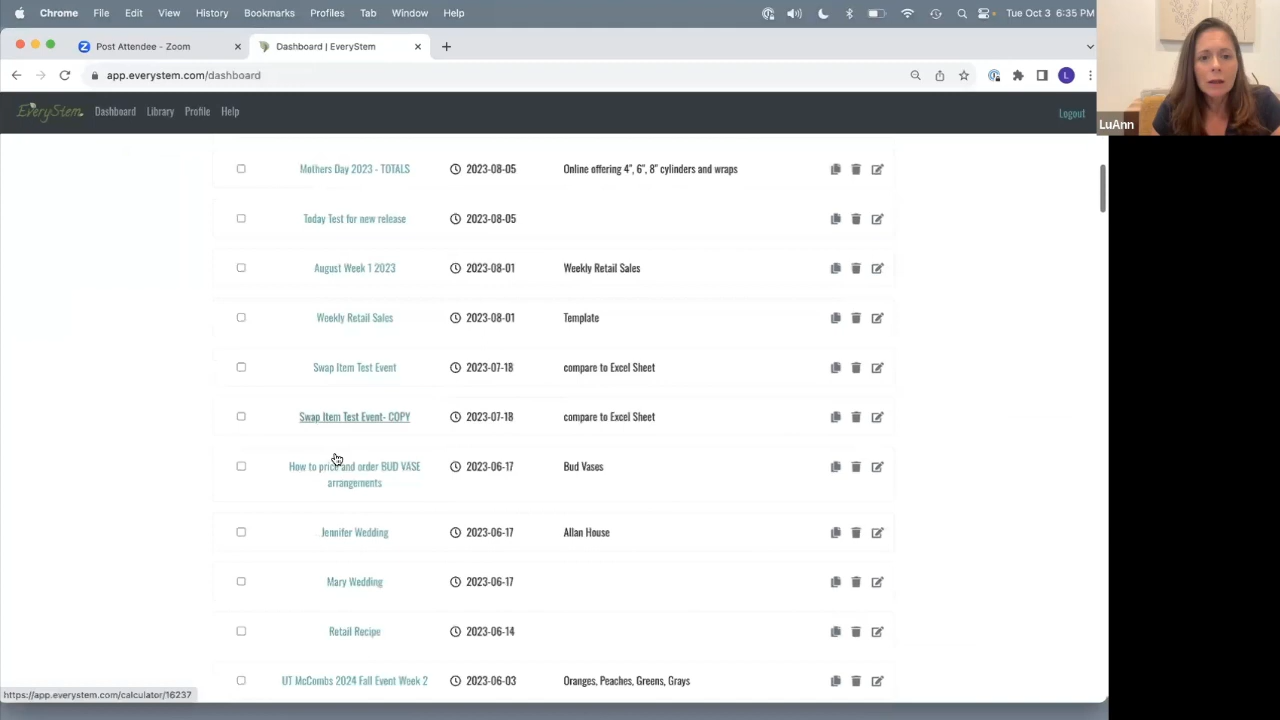 Chrome File Edit View History Bookmarks Profiles Tab Window Help Tue Oct 3 6:35 PM
Post Attendee - Zoom Dashboard | EveryStem
app.everystem.com/dashboard L
EveryStem. Dashboard Library Profile Help Logout
LuAnn
Mothers Day 2023 - TOTALS 2023-08-05 Online offering 4", 6", 8" cylinders and wraps
Today Test for new release 2023-08-05
August Week 1 2023 2023-08-01 Weekly Retail Sales
Weekly Retail Sales 2023-08-01 Template
Swap Item Test Event 2023-07-18 compare to Excel Sheet
Swap Item Test Event- COPY 2023-07-18 compare to Excel Sheet
How to price and order BUD VASE 2023-06-17 Bud Vases
arrangements
Jennifer Wedding 2023-06-17 Allan House
Mary Wedding 2023-06-17
Retail Recipe 2023-06-14
UT McCombs 2024 Fall Event Week 2 2023-06-03 Oranges, Peaches, Greens, Grays
https://app.everystem.com/calculator/16237